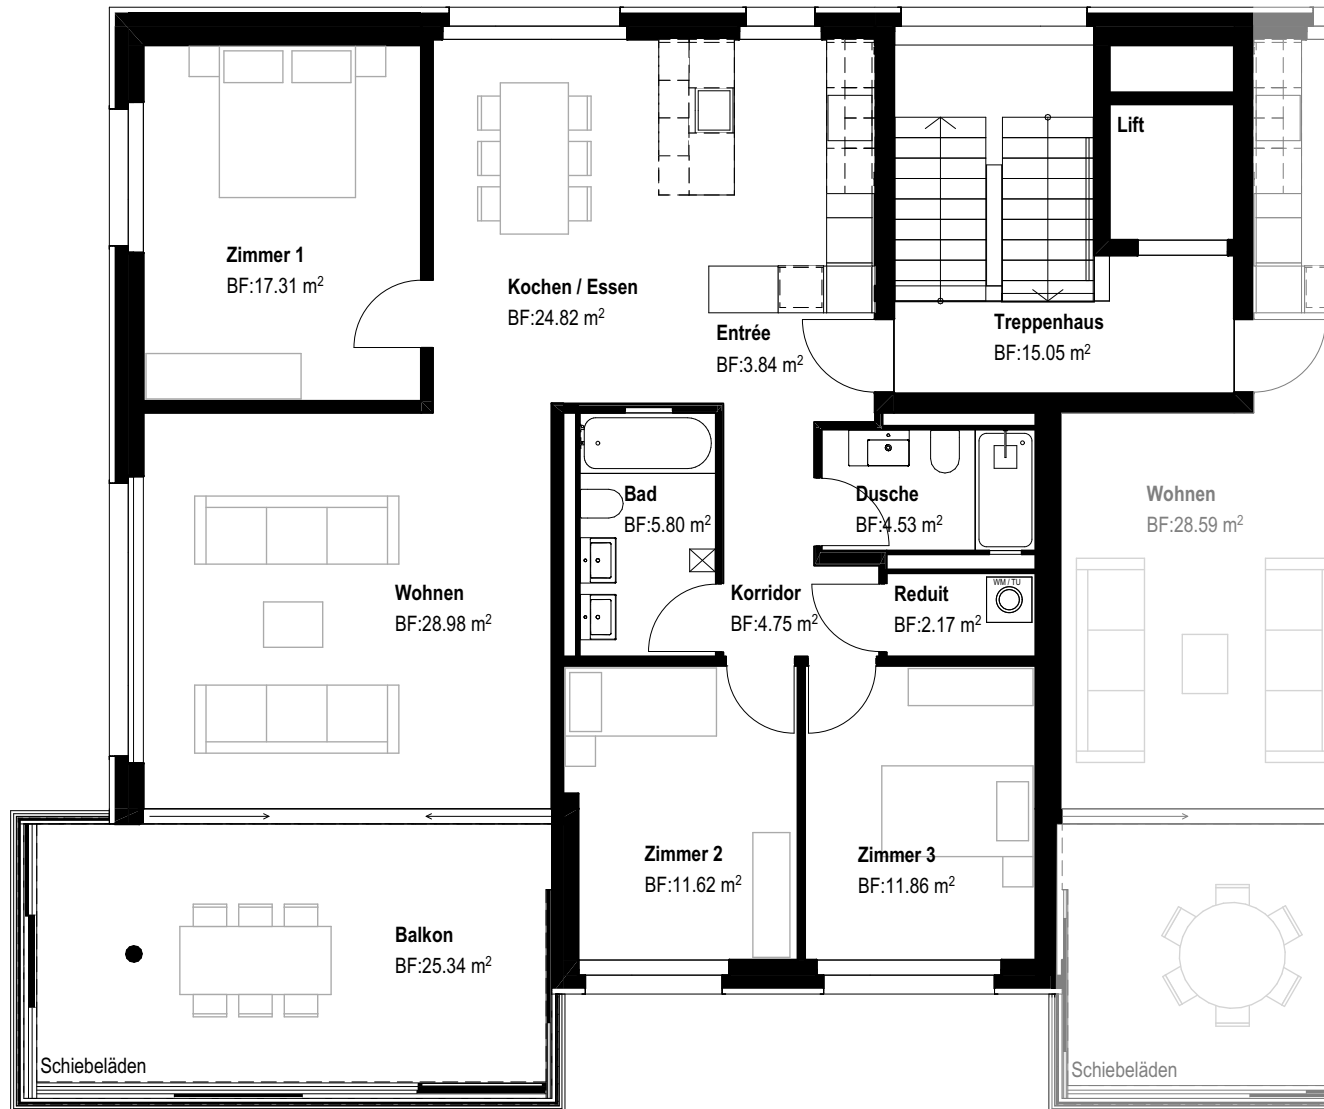 Lift
Zimmer 1
BF:17.31 m²
Kochen / Essen
BF:24.82 m²
Entrée
BF:3.84 m²
Treppenhaus
BF:15.05 m²
Bad
BF:5.80 m²
Dusche
BF:4.53 m²
Wohnen
BF:28.59 m²
Wohnen
BF:28.98 m²
Korridor
BF:4.75 m²
Reduit
BF:2.17 m²
WM / TU
Zimmer 2
BF:11.62 m²
Zimmer 3
BF:11.86 m²
Balkon
BF:25.34 m²
Schiebeläden
Schiebeläden